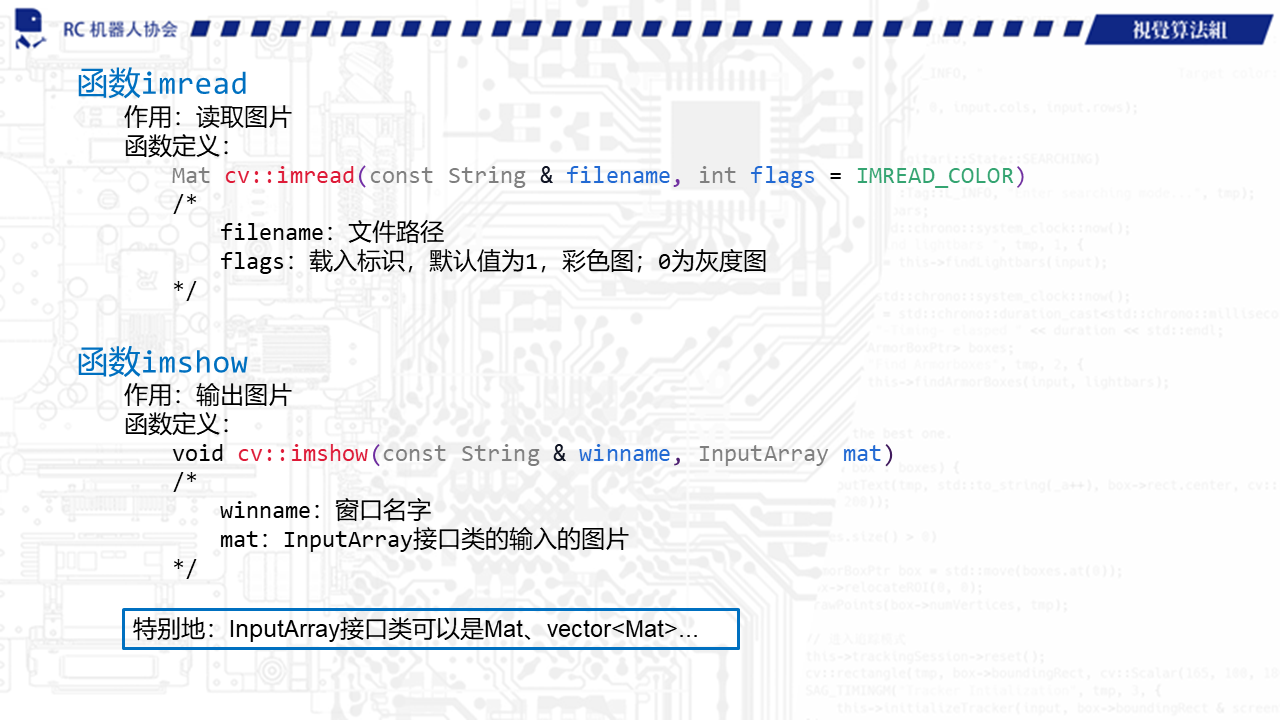 RC 机器人协会
視覺算法組
函数imread
作用：读取图片
函数定义：
Mat cv::imread(const String & filename, int flags = IMREAD_COLOR)
/*
filename：文件路径
flags：载入标识，默认值为1，彩色图；0为灰度图
*/
函数imshow
作用：输出图片
函数定义：
void cv::imshow(const String & winname, InputArray mat)
/*
winname：窗口名字
mat：InputArray接口类的输入的图片
*/
特别地：InputArray接口类可以是Mat、vector<Mat>...